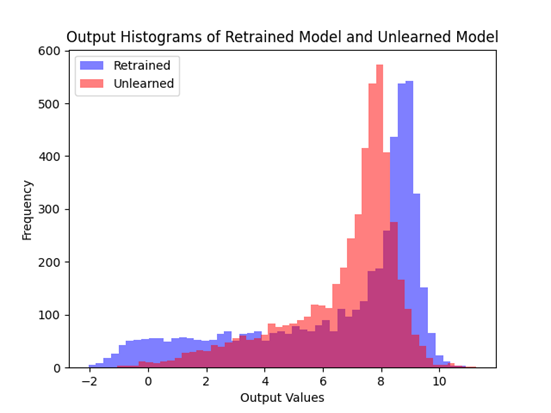 Output Histograms of Retrained Model and Unlearned Model
600
500
400
300
200
100
0
Frequency
Retrained
Unlearned
−2 0 2 4 6 8 10
Output Values